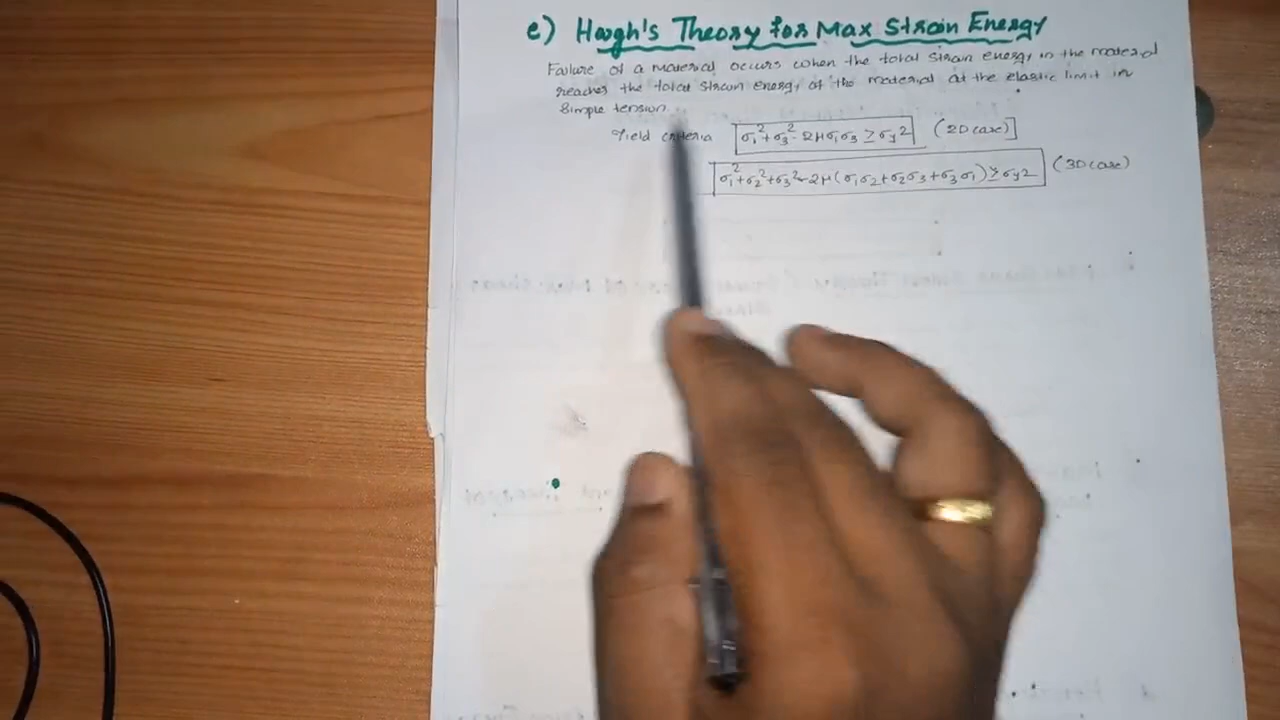 e) Haigh's Theory for Max Strain Energy
Failure of a material occurs when the total strain energy in the material
reaches the total strain energy of the material at the elastic limit in
simple tension.
Yield criteria σ₁² + σ₃² - 2μσ₁σ₃ ≥ σy² (2D case]
σ₁² + σ₂² + σ₃² - 2μ(σ₁σ₂ + σ₂σ₃ + σ₃σ₁) ≥ σy² (3D case)